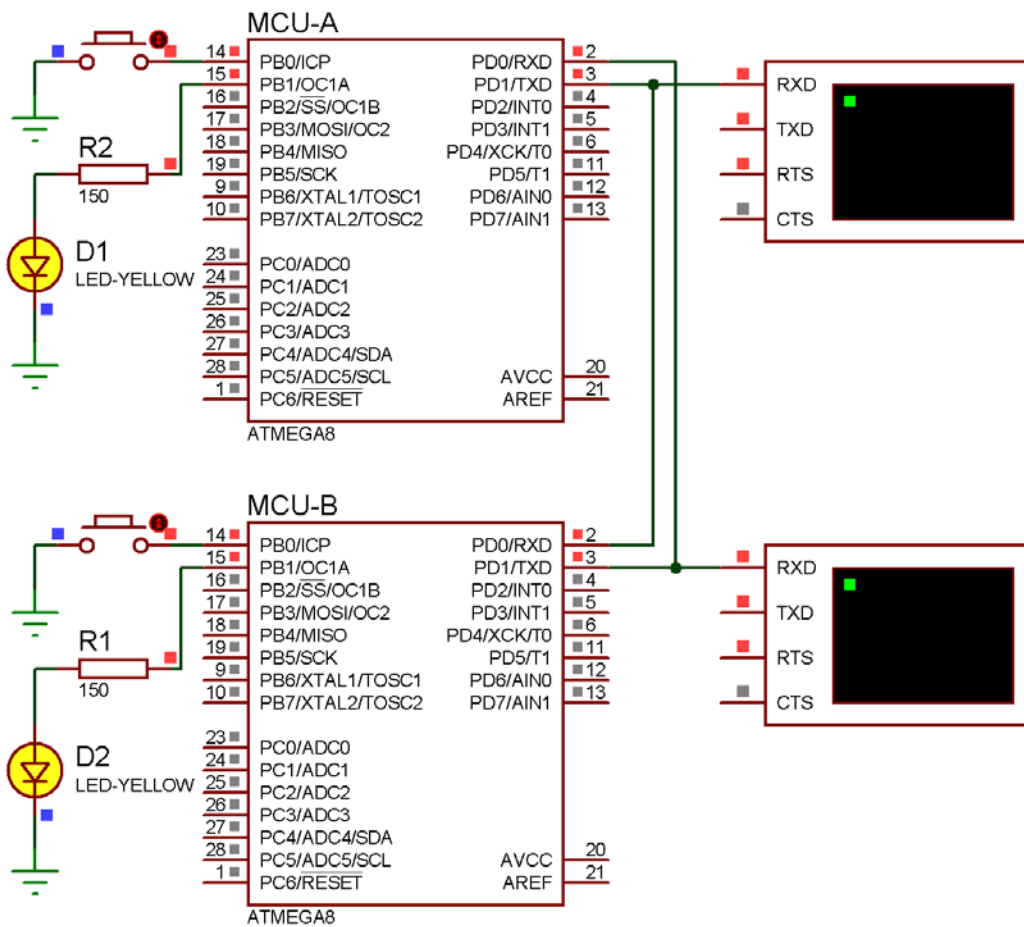 MCU-A
14 PB0/ICP PD0/RXD 2
15 PB1/OC1A PD1/TXD 3
16 PB2/SS/OC1B PD2/INT0 4
17 PB3/MOSI/OC2 PD3/INT1 5
18 PB4/MISO PD4/XCK/T0 6
19 PB5/SCK PD5/T1 11
9 PB6/XTAL1/TOSC1 PD6/AIN0 12
10 PB7/XTAL2/TOSC2 PD7/AIN1 13
23 PC0/ADC0
24 PC1/ADC1
25 PC2/ADC2
26 PC3/ADC3
27 PC4/ADC4/SDA
28 PC5/ADC5/SCL AVCC 20
1 PC6/RESET AREF 21
ATMEGA8
R2
150
D1
LED-YELLOW
RXD
TXD
RTS
CTS
MCU-B
14 PB0/ICP PD0/RXD 2
15 PB1/OC1A PD1/TXD 3
16 PB2/SS/OC1B PD2/INT0 4
17 PB3/MOSI/OC2 PD3/INT1 5
18 PB4/MISO PD4/XCK/T0 6
19 PB5/SCK PD5/T1 11
9 PB6/XTAL1/TOSC1 PD6/AIN0 12
10 PB7/XTAL2/TOSC2 PD7/AIN1 13
23 PC0/ADC0
24 PC1/ADC1
25 PC2/ADC2
26 PC3/ADC3
27 PC4/ADC4/SDA
28 PC5/ADC5/SCL AVCC 20
1 PC6/RESET AREF 21
ATMEGA8
R1
150
D2
LED-YELLOW
RXD
TXD
RTS
CTS